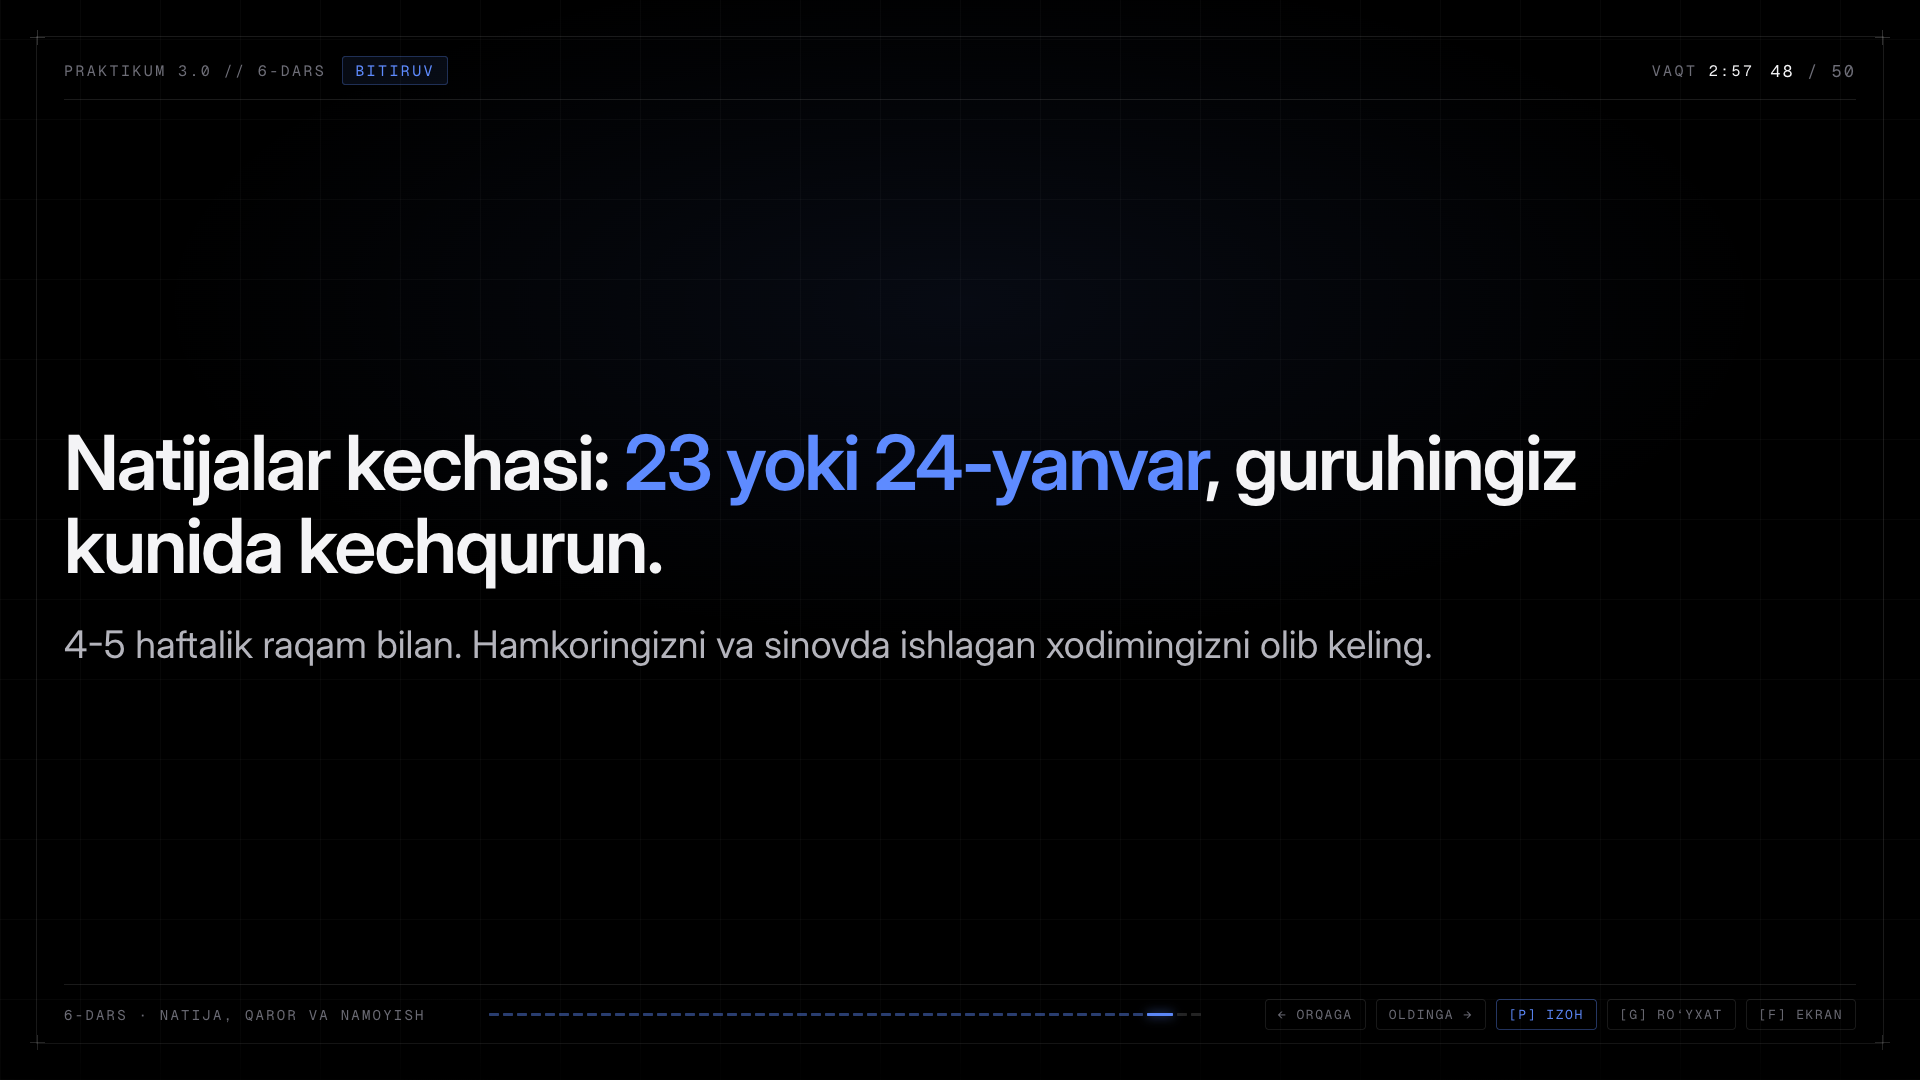 PRAKTIKUM 3.0 // 6-DARS BITIRUV
VAQT 2:57 48 / 50
Natijalar kechasi: 23 yoki 24-yanvar, guruhingiz
kunida kechqurun.
4-5 haftalik raqam bilan. Hamkoringizni va sinovda ishlagan xodimingizni olib keling.
6-DARS · NATIJA, QAROR VA NAMOYISH
← ORQAGA OLDINGA → [P] IZOH [G] RO‘YXAT [F] EKRAN